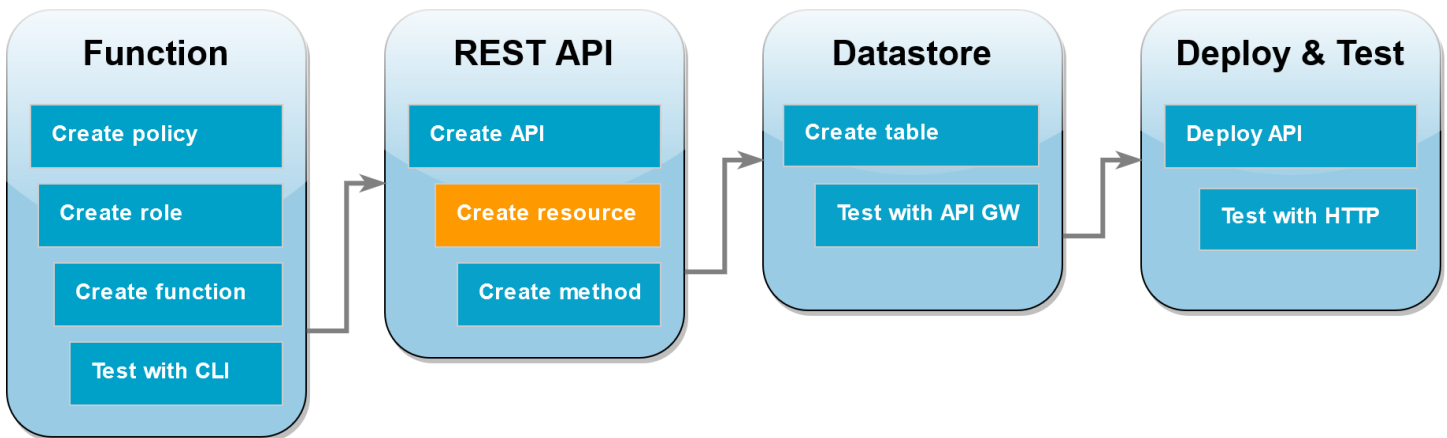 Function
Create policy
Create role
Create function
Test with CLI
REST API
Create API
Create resource
Create method
Datastore
Create table
Test with API GW
Deploy & Test
Deploy API
Test with HTTP